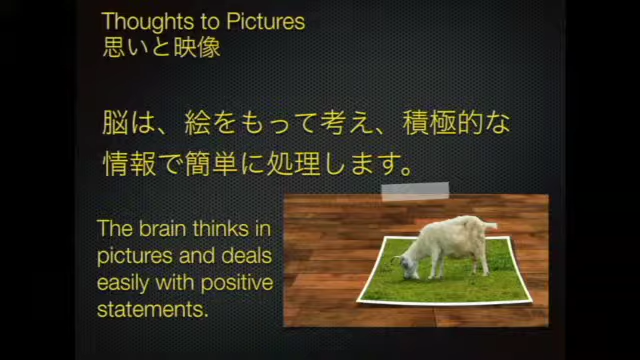 Thoughts to Pictures
思いと映像
脳は、絵をもって考え、積極的な
情報で簡単に処理します。
The brain thinks in
pictures and deals
easily with positive
statements.